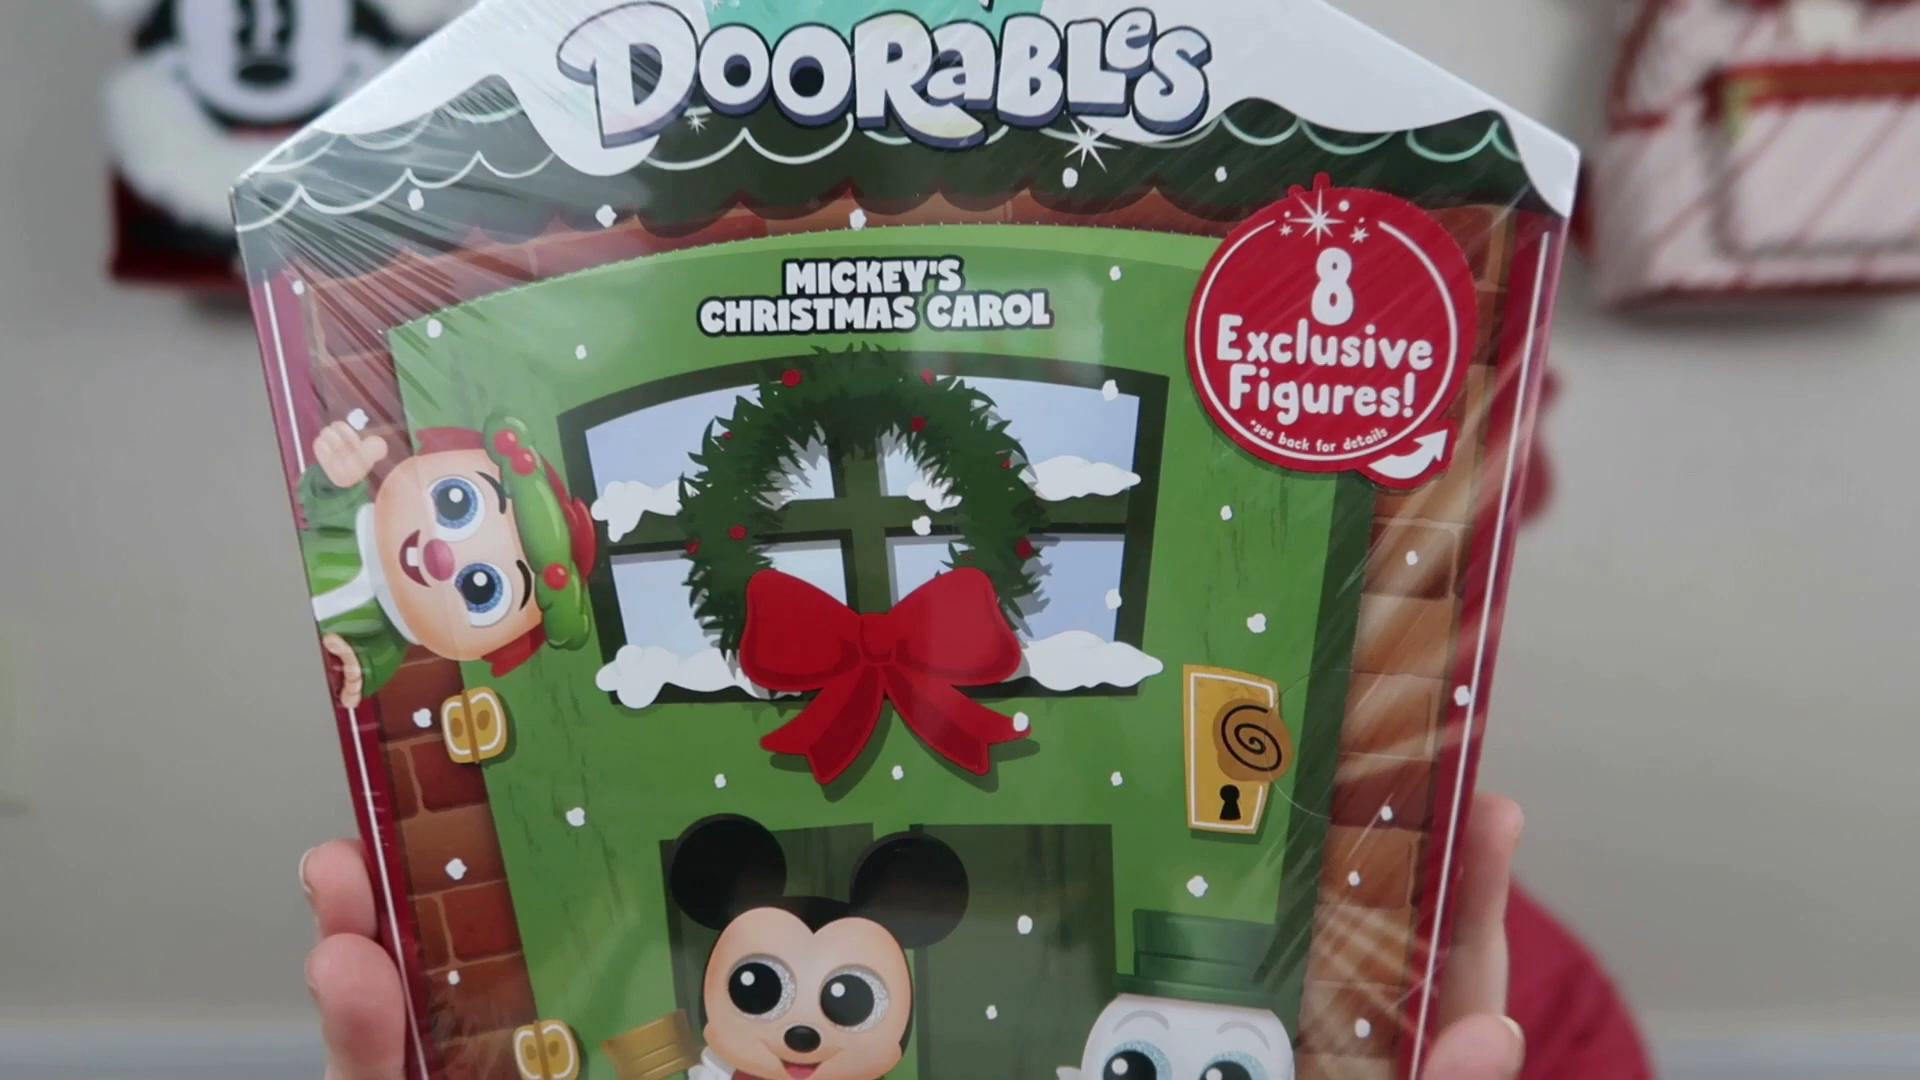 DOORABLES
MICKEY'S
CHRISTMAS CAROL
8
Exclusive
Figures!
*see back for details